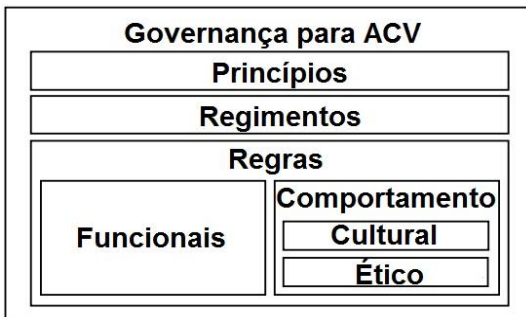 Governança para ACV
Princípios
Regimentos
Regras
Funcionais
Comportamento
Cultural
Ético